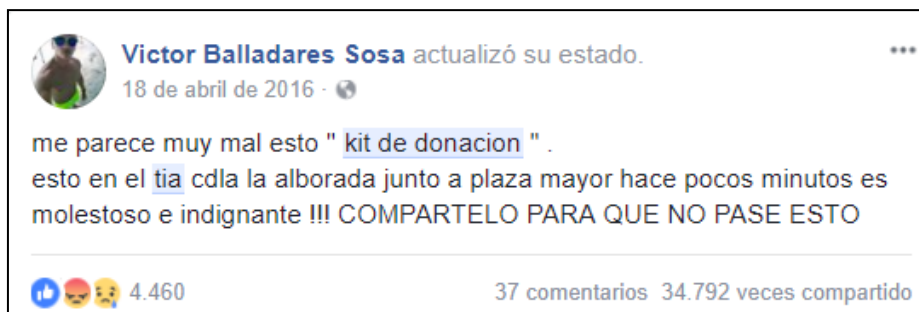 Victor Balladares Sosa actualizó su estado.
18 de abril de 2016 ·
me parece muy mal esto " kit de donacion " .
esto en el tia cdla la alborada junto a plaza mayor hace pocos minutos es
molestoso e indignante !!! COMPARTELO PARA QUE NO PASE ESTO
4.460 37 comentarios 34.792 veces compartido